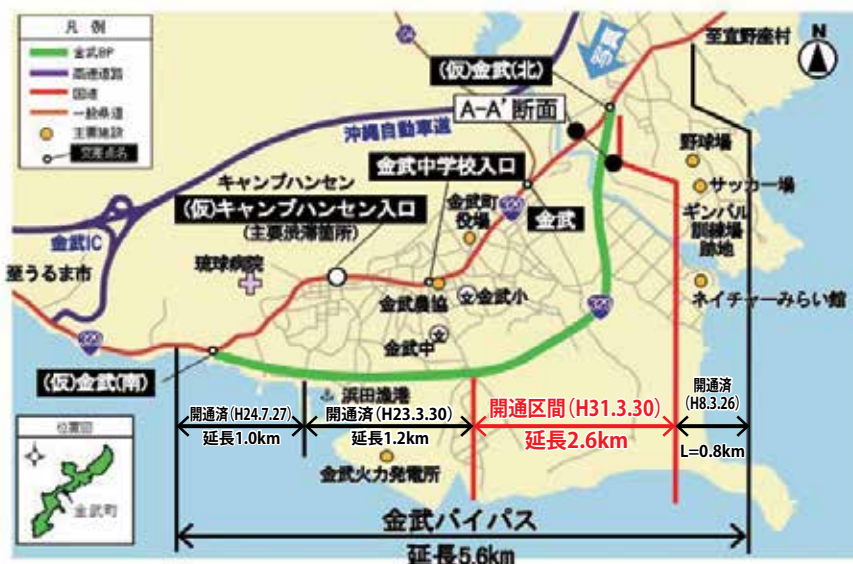 凡例
金武BP
高速道路
国道
一般県道
主要施設
交差点名
N
至宜野座村
写真
(仮)金武(北)
A-A'断面
沖縄自動車道
野球場
サッカー場
ギンバル
訓練場
跡地
ネイチャーみらい館
キャンプハンセン
金武中学校入口
(仮)キャンプハンセン入口
(主要渋滞箇所)
金武町
役場
金武
329
金武IC
至うるま市
琉球病院
金武農協
金武小
金武中
329
329
(仮)金武(南)
浜田漁港
金武火力発電所
開通済(H24.7.27)
延長1.0km
開通済(H23.3.30)
延長1.2km
開通区間(H31.3.30)
延長2.6km
開通済
(H8.3.26)
L=0.8km
金武バイパス
延長5.6km
位置図
金武町